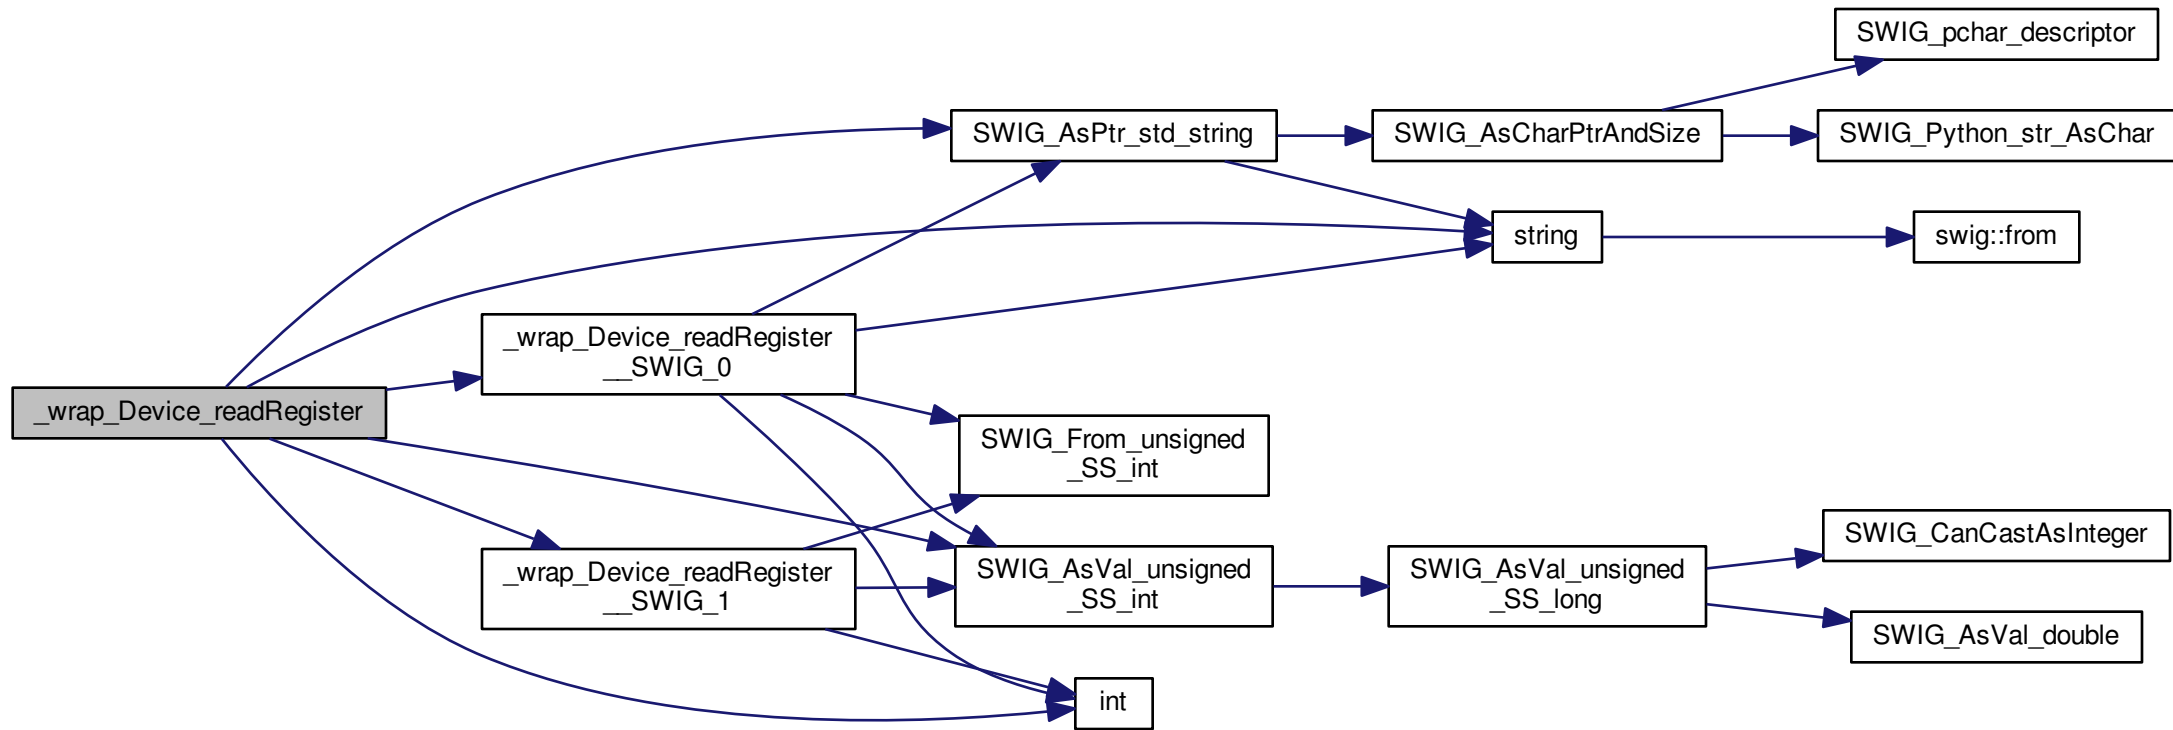 SWIG_pchar_descriptor
SWIG_AsPtr_std_string
SWIG_AsCharPtrAndSize
SWIG_Python_str_AsChar
string
swig::from
_wrap_Device_readRegister
__SWIG_0
_wrap_Device_readRegister
SWIG_From_unsigned
_SS_int
_wrap_Device_readRegister
__SWIG_1
SWIG_AsVal_unsigned
_SS_int
SWIG_AsVal_unsigned
_SS_long
SWIG_CanCastAsInteger
SWIG_AsVal_double
int